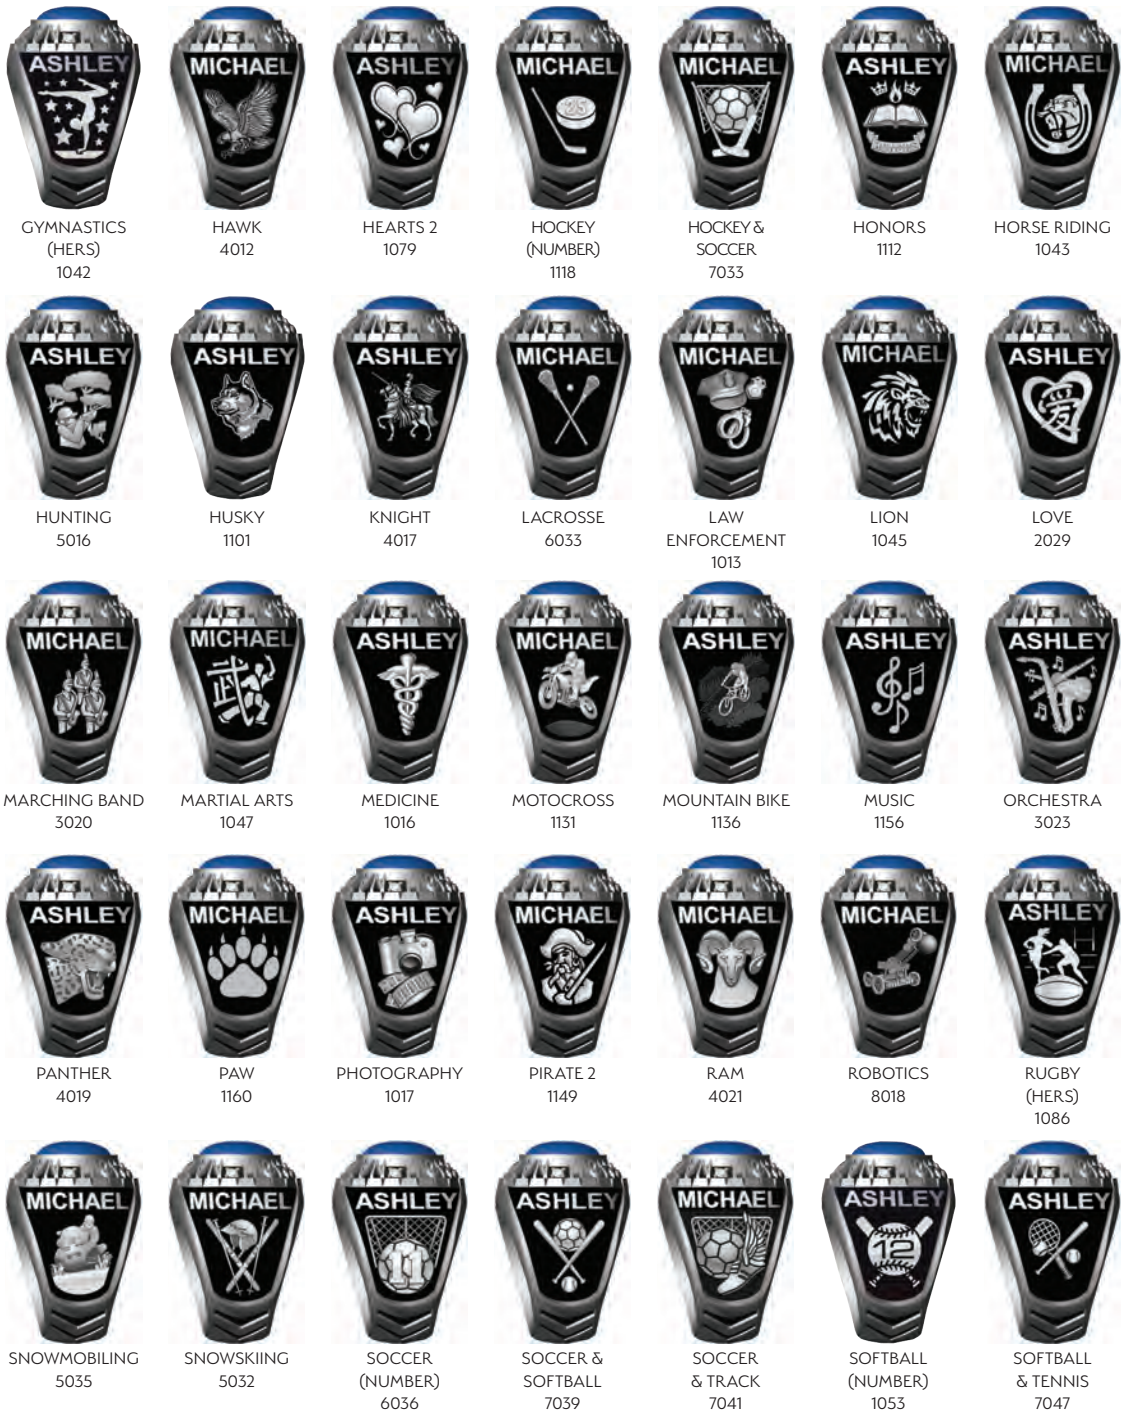 ASHLEY MICHAEL ASHLEY MICHAEL MICHAEL ASHLEY MICHAEL
25
GYMNASTICS (HERS) 1042
HAWK 4012
HEARTS 2 1079
HOCKEY (NUMBER) 1118
HOCKEY & SOCCER 7033
HONORS 1112
HORSE RIDING 1043
ASHLEY ASHLEY ASHLEY MICHAEL MICHAEL MICHAEL ASHLEY
愛
HUNTING 5016
HUSKY 1101
KNIGHT 4017
LACROSSE 6033
LAW ENFORCEMENT 1013
LION 1045
LOVE 2029
MICHAEL MICHAEL ASHLEY MICHAEL ASHLEY ASHLEY ASHLEY
武
MARCHING BAND 3020
MARTIAL ARTS 1047
MEDICINE 1016
MOTOCROSS 1131
MOUNTAIN BIKE 1136
MUSIC 1156
ORCHESTRA 3023
ASHLEY MICHAEL ASHLEY MICHAEL MICHAEL MICHAEL ASHLEY
PANTHER 4019
PAW 1160
PHOTOGRAPHY 1017
PIRATE 2 1149
RAM 4021
ROBOTICS 8018
RUGBY (HERS) 1086
MICHAEL MICHAEL ASHLEY ASHLEY MICHAEL ASHLEY ASHLEY
11
12
SNOWMOBILING 5035
SNOWSKIING 5032
SOCCER (NUMBER) 6036
SOCCER & SOFTBALL 7039
SOCCER & TRACK 7041
SOFTBALL (NUMBER) 1053
SOFTBALL & TENNIS 7047